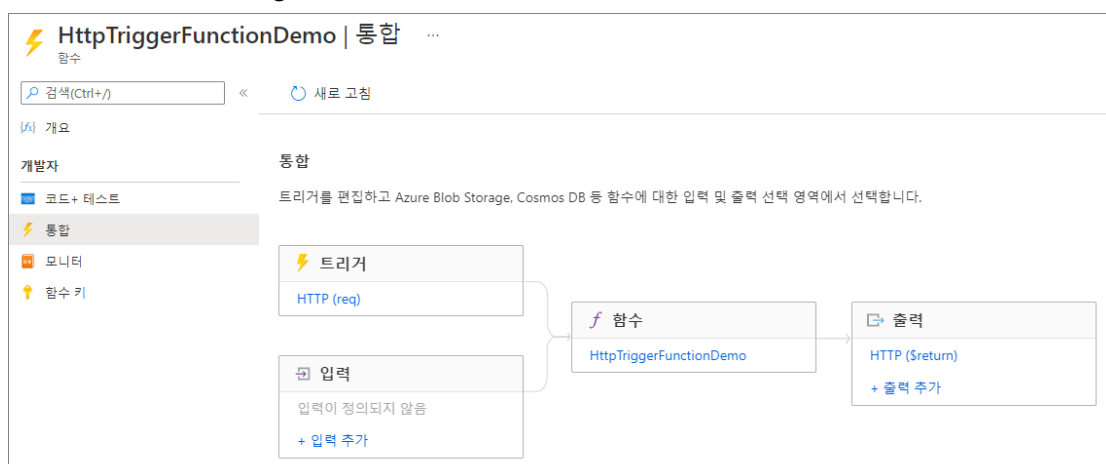 HttpTriggerFunctionDemo | 통합 ...
함수
검색(Ctrl+/) «
새로 고침
{fx} 개요
개발자
코드+ 테스트
통합
모니터
함수 키
통합
트리거를 편집하고 Azure Blob Storage, Cosmos DB 등 함수에 대한 입력 및 출력 선택 영역에서 선택합니다.
트리거
HTTP (req)
입력
입력이 정의되지 않음
+ 입력 추가
f 함수
HttpTriggerFunctionDemo
출력
HTTP ($return)
+ 출력 추가